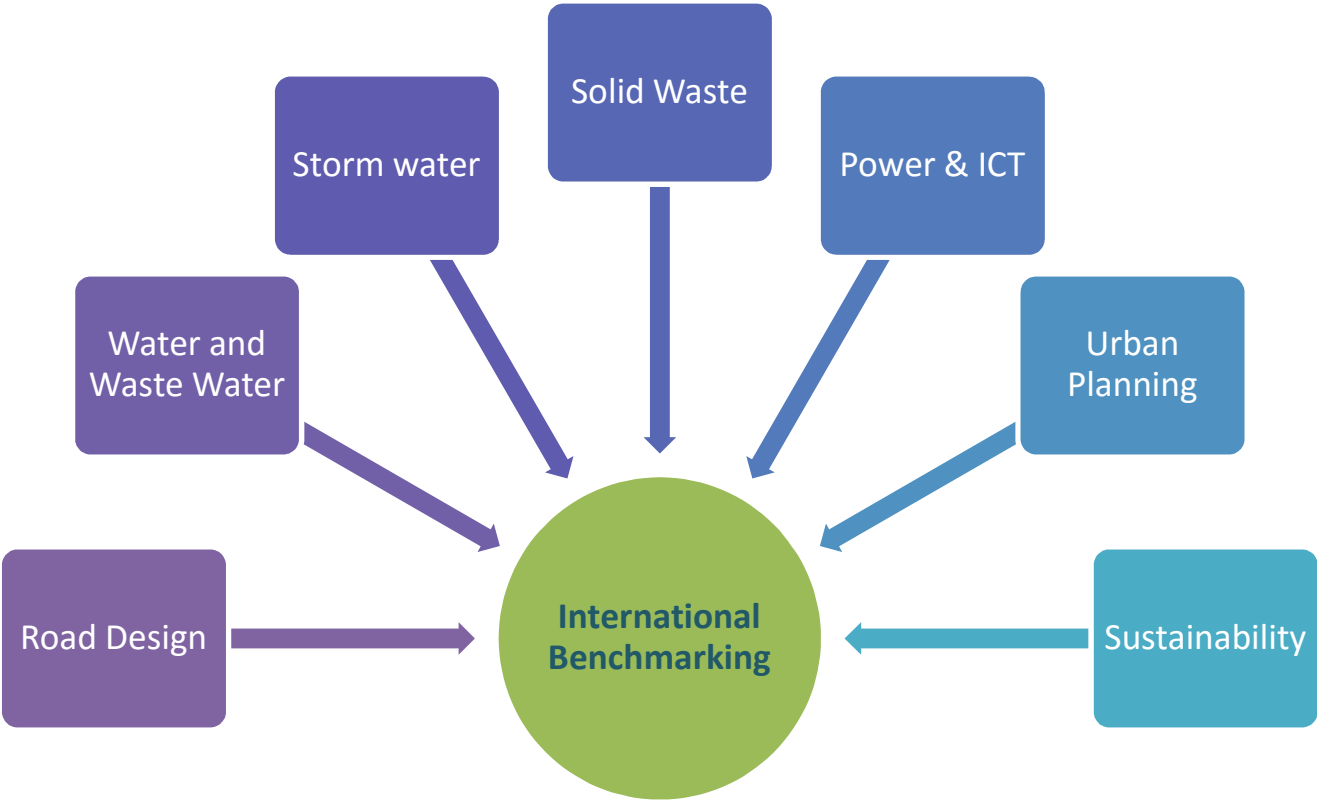 Solid Waste
Storm water
Power & ICT
Water and
Waste Water
Urban
Planning
Road Design
International
Benchmarking
Sustainability